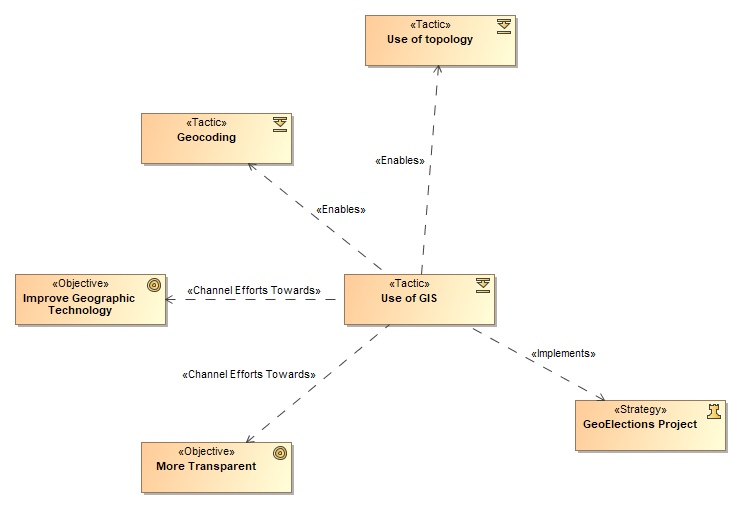 «Tactic»
Use of topology
«Tactic»
Geocoding
«Enables»
«Enables»
«Objective»
Improve Geographic
Technology
«Channel Efforts Towards»
«Tactic»
Use of GIS
«Implements»
«Channel Efforts Towards»
«Strategy»
GeoElections Project
«Objective»
More Transparent